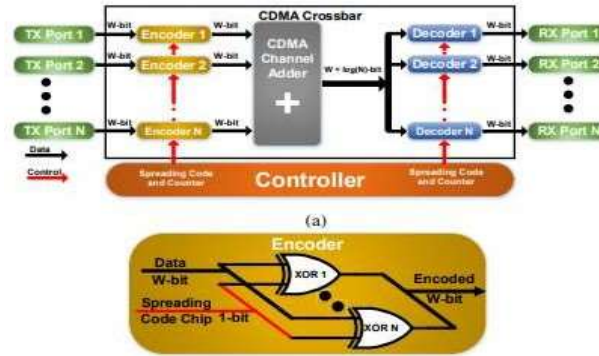 CDMA Crossbar
TX Port 1 W-bit Encoder 1 W-bit CDMA Channel Adder + W + log(N)-bit Decoder 1 W-bit RX Port 1
TX Port 2 W-bit Encoder 2 W-bit Decoder 2 W-bit RX Port 2
TX Port N W-bit Encoder N W-bit Decoder N W-bit RX Port N
Data
Control
Spreading Code and Counter
Controller
Spreading Code and Counter
(a)
Encoder
Data
W-bit
Spreading
Code Chip 1-bit
XOR 1
XOR N
Encoded
W-bit